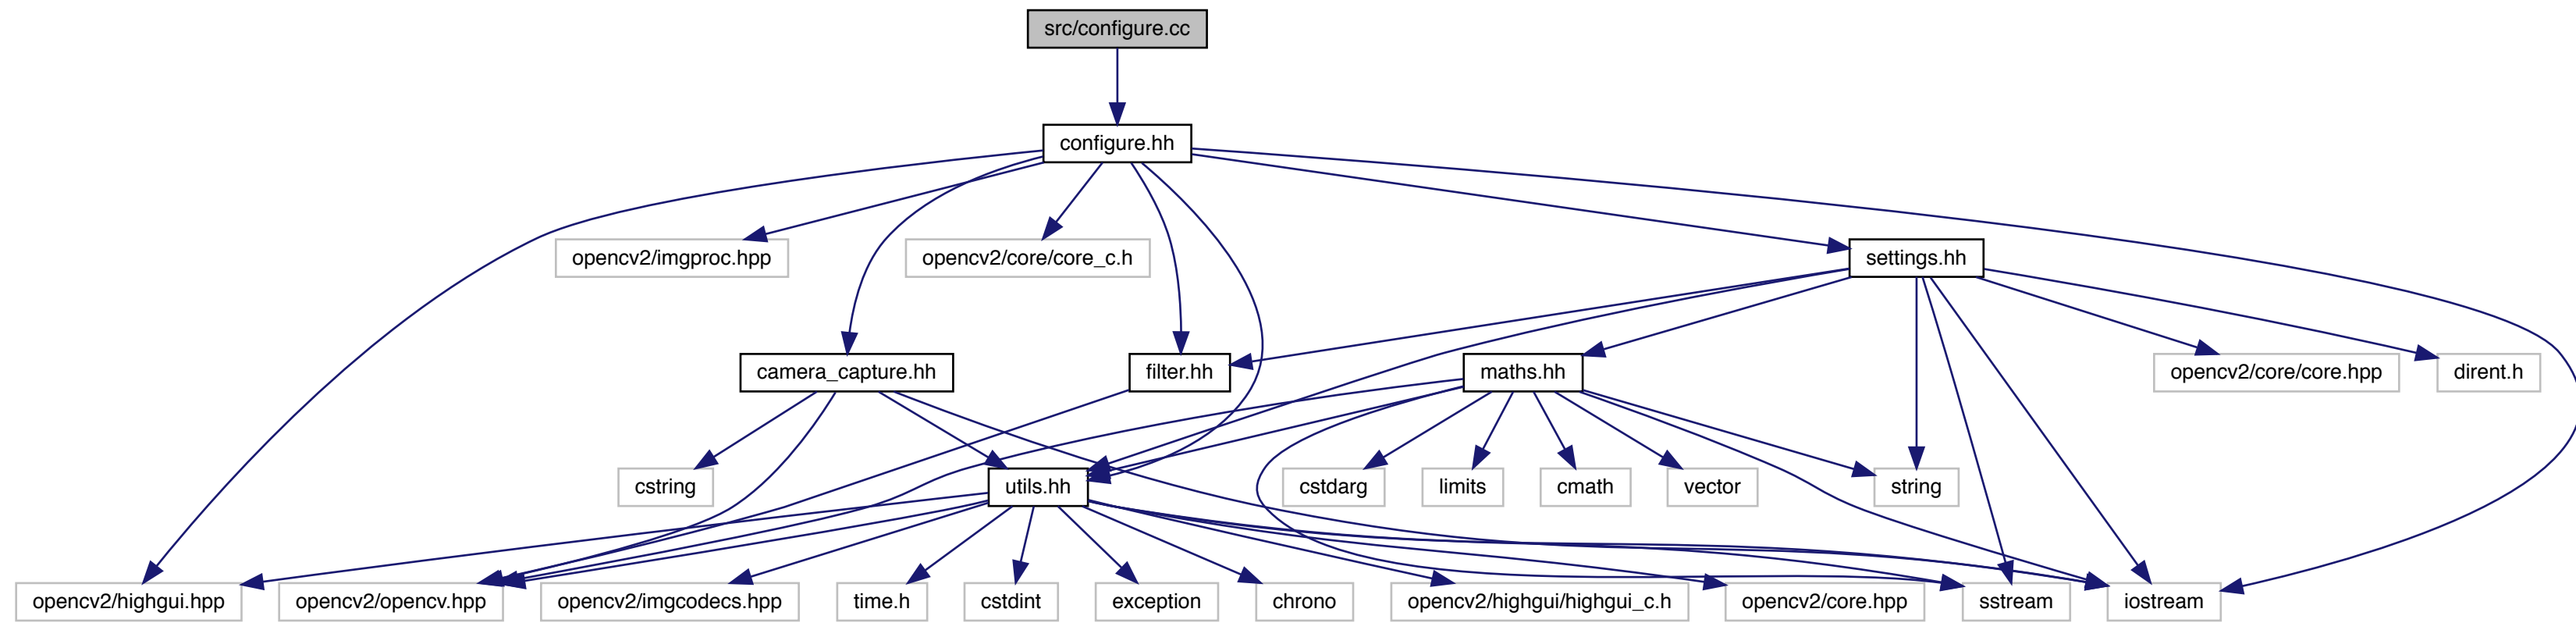 src/configure.cc
configure.hh
opencv2/imgproc.hpp
opencv2/core/core_c.h
settings.hh
camera_capture.hh
filter.hh
maths.hh
opencv2/core/core.hpp
dirent.h
cstring
utils.hh
cstdarg
limits
cmath
vector
string
opencv2/highgui.hpp
opencv2/opencv.hpp
opencv2/imgcodecs.hpp
time.h
cstdint
exception
chrono
opencv2/highgui/highgui_c.h
opencv2/core.hpp
sstream
iostream